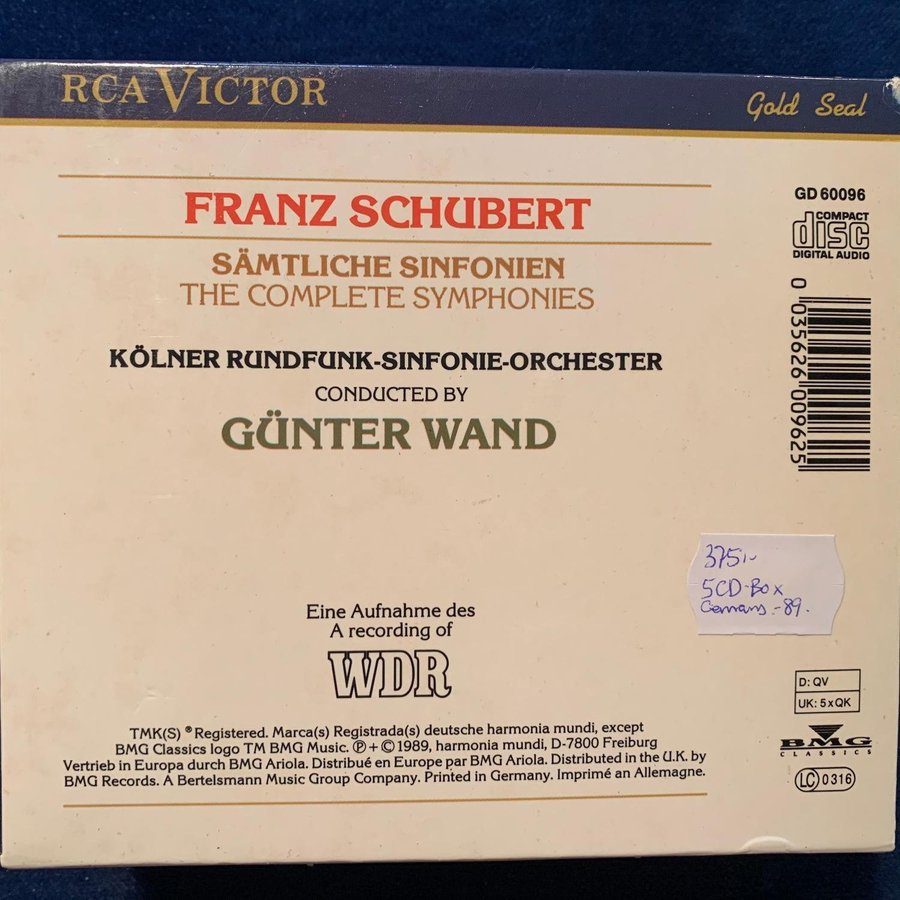 RCA VICTOR
Gold Seal
FRANZ SCHUBERT
SÄMTLICHE SINFONIEN
THE COMPLETE SYMPHONIES
KÖLNER RUNDFUNK-SINFONIE-ORCHESTER
CONDUCTED BY
GÜNTER WAND
GD 60096
COMPACT
disc
DIGITAL AUDIO
0 035626 009625
375:-
5CD-Box
89.
Eine Aufnahme des
A recording of
WDR
D: QV
UK: 5xQK
BMG
CLASSICS
LC 0316
TMK(S) ® Registered. Marca(s) Registrada(s) deutsche harmonia mundi, except
BMG Classics logo TM BMG Music. ℗ + © 1989, harmonia mundi, D-7800 Freiburg
Vertrieb in Europa durch BMG Ariola. Distribué en Europe par BMG Ariola. Distributed in the U.K. by
BMG Records. A Bertelsmann Music Group Company. Printed in Germany. Imprimé an Allemagne.